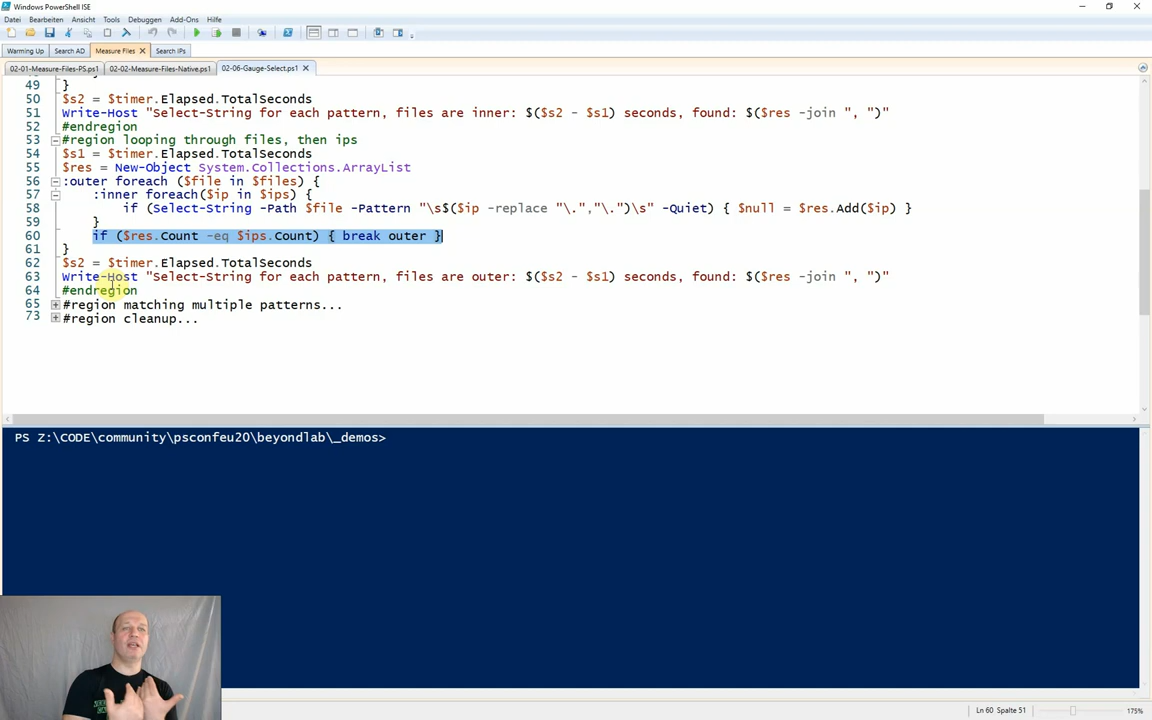 Windows PowerShell ISE
Datei Bearbeiten Ansicht Tools Debuggen Add-Ons Hilfe
Warming Up Search AD Measure Files Search IPs
02-01-Measure-Files-PS.ps1 02-02-Measure-Files-Native.ps1 02-06-Gauge-Select.ps1
49 }
50 $s2 = $timer.Elapsed.TotalSeconds
51 Write-Host "Select-String for each pattern, files are inner: $($s2 - $s1) seconds, found: $($res -join ", ")"
52 #endregion
53 #region looping through files, then ips
54 $s1 = $timer.Elapsed.TotalSeconds
55 $res = New-Object System.Collections.ArrayList
56 :outer foreach ($file in $files) {
57 :inner foreach($ip in $ips) {
58 if (Select-String -Path $file -Pattern "\s$($ip -replace "\.","\.")\s" -Quiet) { $null = $res.Add($ip) }
59 }
60 if ($res.Count -eq $ips.Count) { break outer }
61 }
62 $s2 = $timer.Elapsed.TotalSeconds
63 Write-Host "Select-String for each pattern, files are outer: $($s2 - $s1) seconds, found: $($res -join ", ")"
64 #endregion
65 #region matching multiple patterns...
73 #region cleanup...
PS Z:\CODE\community\psconfeu20\beyondlab\_demos>
Ln 60 Spalte 51 175%